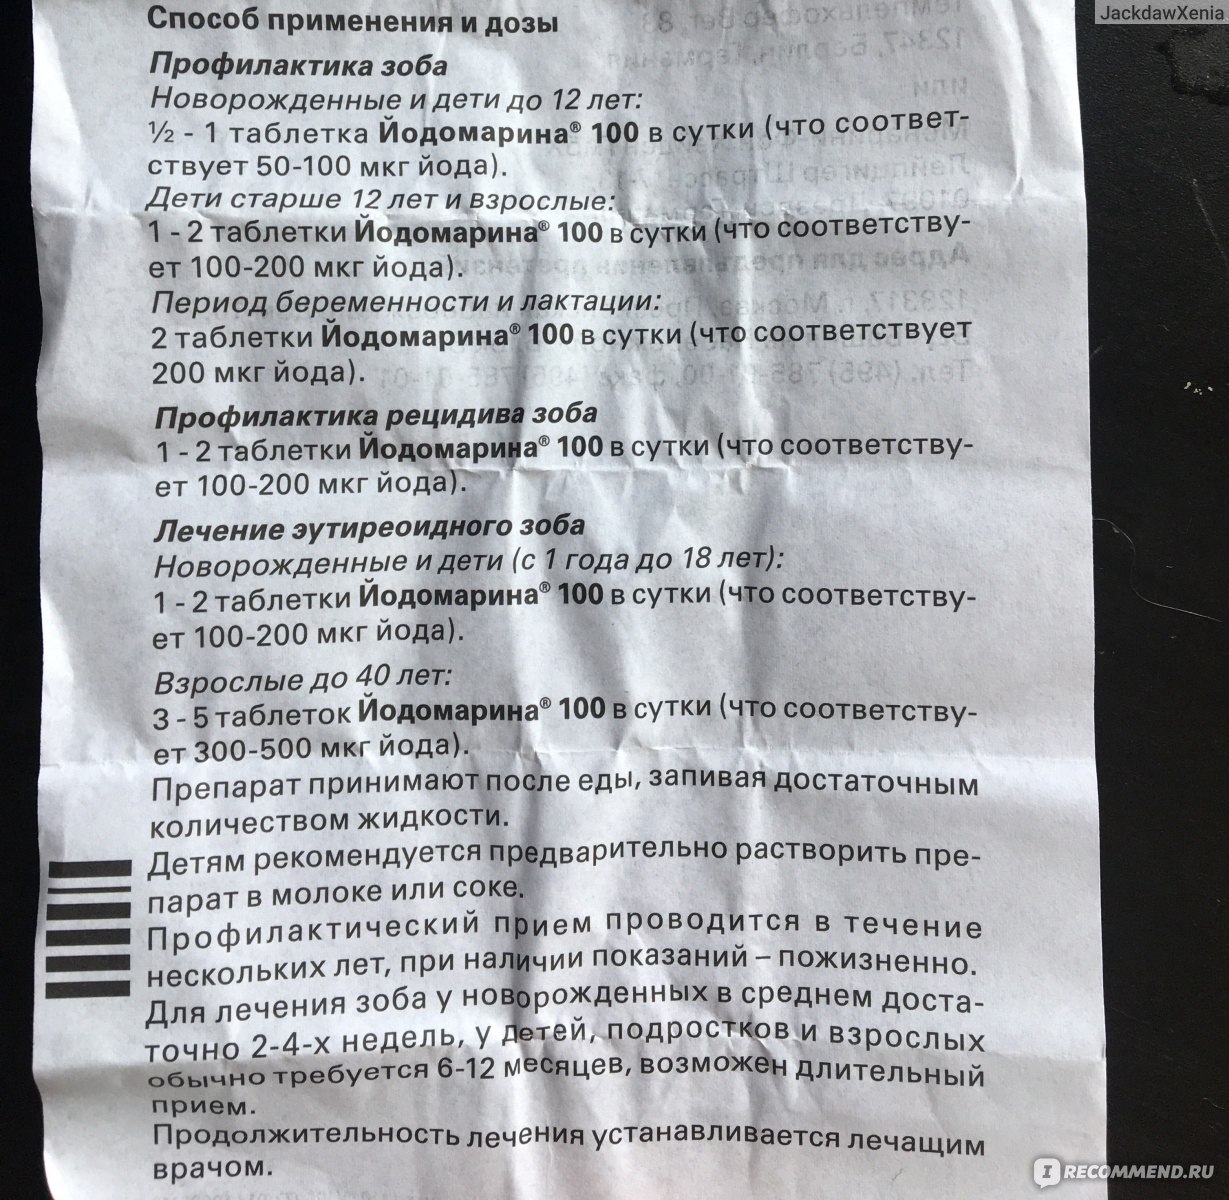 JackdawXenia
Способ применения и дозы
Профилактика зоба
Новорожденные и дети до 12 лет:
½ - 1 таблетка Йодомарина® 100 в сутки (что соответ-
ствует 50-100 мкг йода).
Дети старше 12 лет и взрослые:
1 - 2 таблетки Йодомарина® 100 в сутки (что соответству-
ет 100-200 мкг йода).
Период беременности и лактации:
2 таблетки Йодомарина® 100 в сутки (что соответствует
200 мкг йода).
Профилактика рецидива зоба
1 - 2 таблетки Йодомарина® 100 в сутки (что соответству-
ет 100-200 мкг йода).
Лечение эутиреоидного зоба
Новорожденные и дети (с 1 года до 18 лет):
1 - 2 таблетки Йодомарина® 100 в сутки (что соответству-
ет 100-200 мкг йода).
Взрослые до 40 лет:
3 - 5 таблеток Йодомарина® 100 в сутки (что соответству-
ет 300-500 мкг йода).
Препарат принимают после еды, запивая достаточным
количеством жидкости.
Детям рекомендуется предварительно растворить пре-
парат в молоке или соке.
Профилактический прием проводится в течение
нескольких лет, при наличии показаний – пожизненно.
Для лечения зоба у новорожденных в среднем доста-
точно 2-4-х недель, у детей, подростков и взрослых
обычно требуется 6-12 месяцев, возможен длительный
прием.
Продолжительность лечения устанавливается лечащим
врачом.
IRECOMMEND.RU